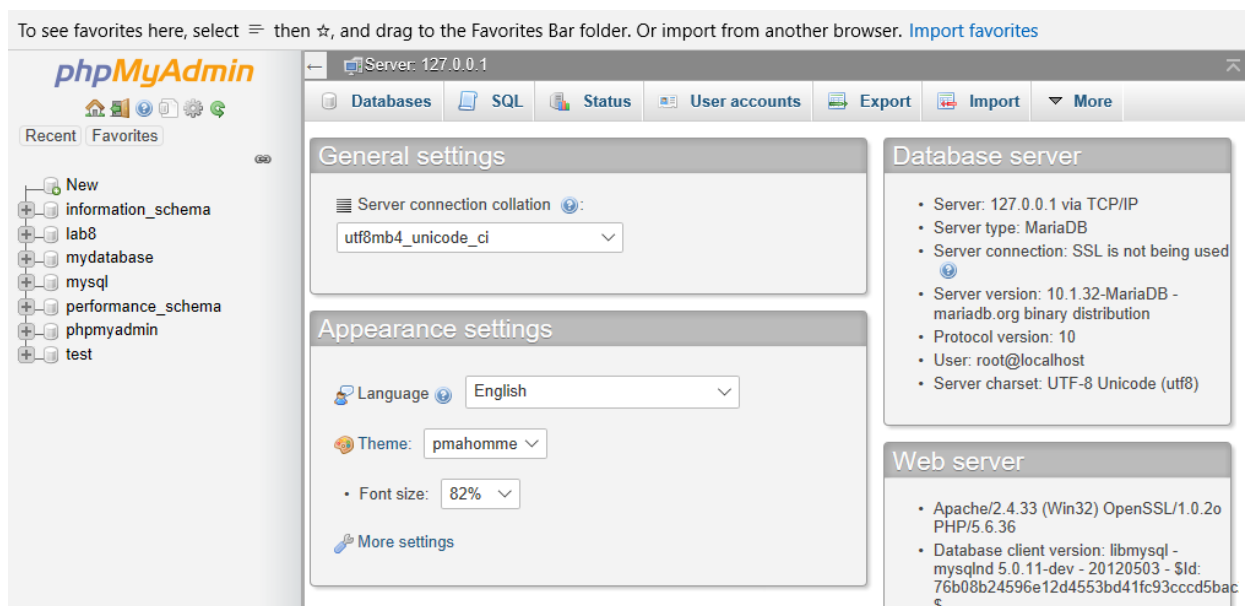 To see favorites here, select then ☆, and drag to the Favorites Bar folder. Or import from another browser. Import favorites
phpMyAdmin
Recent Favorites
New
information_schema
lab8
mydatabase
mysql
performance_schema
phpmyadmin
test
Server: 127.0.0.1
Databases SQL Status User accounts Export Import More
General settings
Server connection collation :
utf8mb4_unicode_ci
Appearance settings
Language English
Theme: pmahomme
• Font size: 82%
More settings
Database server
• Server: 127.0.0.1 via TCP/IP
• Server type: MariaDB
• Server connection: SSL is not being used
• Server version: 10.1.32-MariaDB -
mariadb.org binary distribution
• Protocol version: 10
• User: root@localhost
• Server charset: UTF-8 Unicode (utf8)
Web server
• Apache/2.4.33 (Win32) OpenSSL/1.0.2o
PHP/5.6.36
• Database client version: libmysql -
mysqlnd 5.0.11-dev - 20120503 - $Id:
76b08b24596e12d4553bd41fc93cccd5bac
$